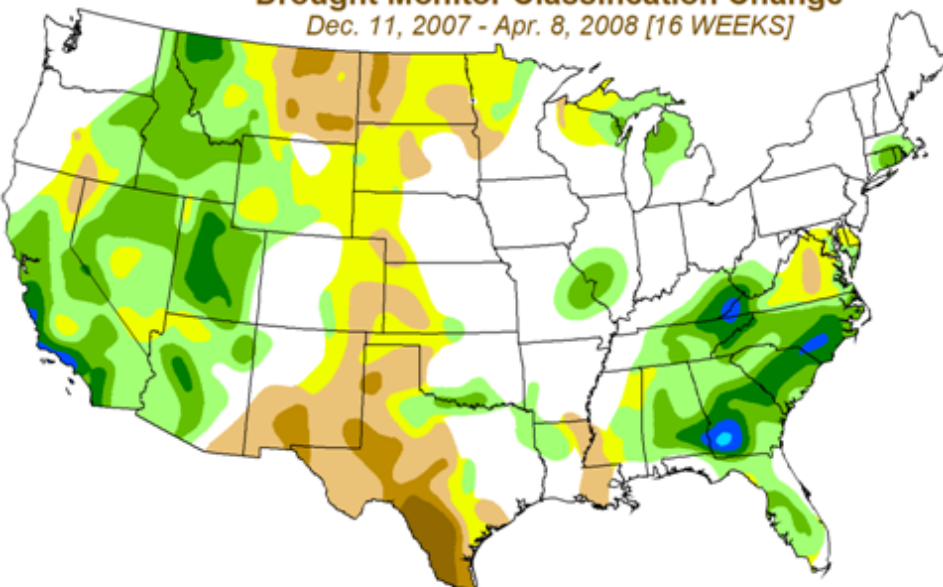 Drought Monitor Classification Change
Dec. 11, 2007 - Apr. 8, 2008 [16 WEEKS]